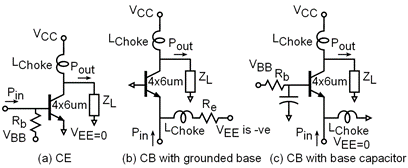 VCC
VCC
VCC
LChoke
Pout
LChoke
Pout
LChoke
Pout
Pin
4x6um
ZL
4x6um
ZL
VBB
Rb
4x6um
ZL
Rb
VBB
VEE=0
Re
LChoke
VEE is -ve
Pin
LChoke
VEE=0
Pin
(a) CE
(b) CB with grounded base
(c) CB with base capacitor